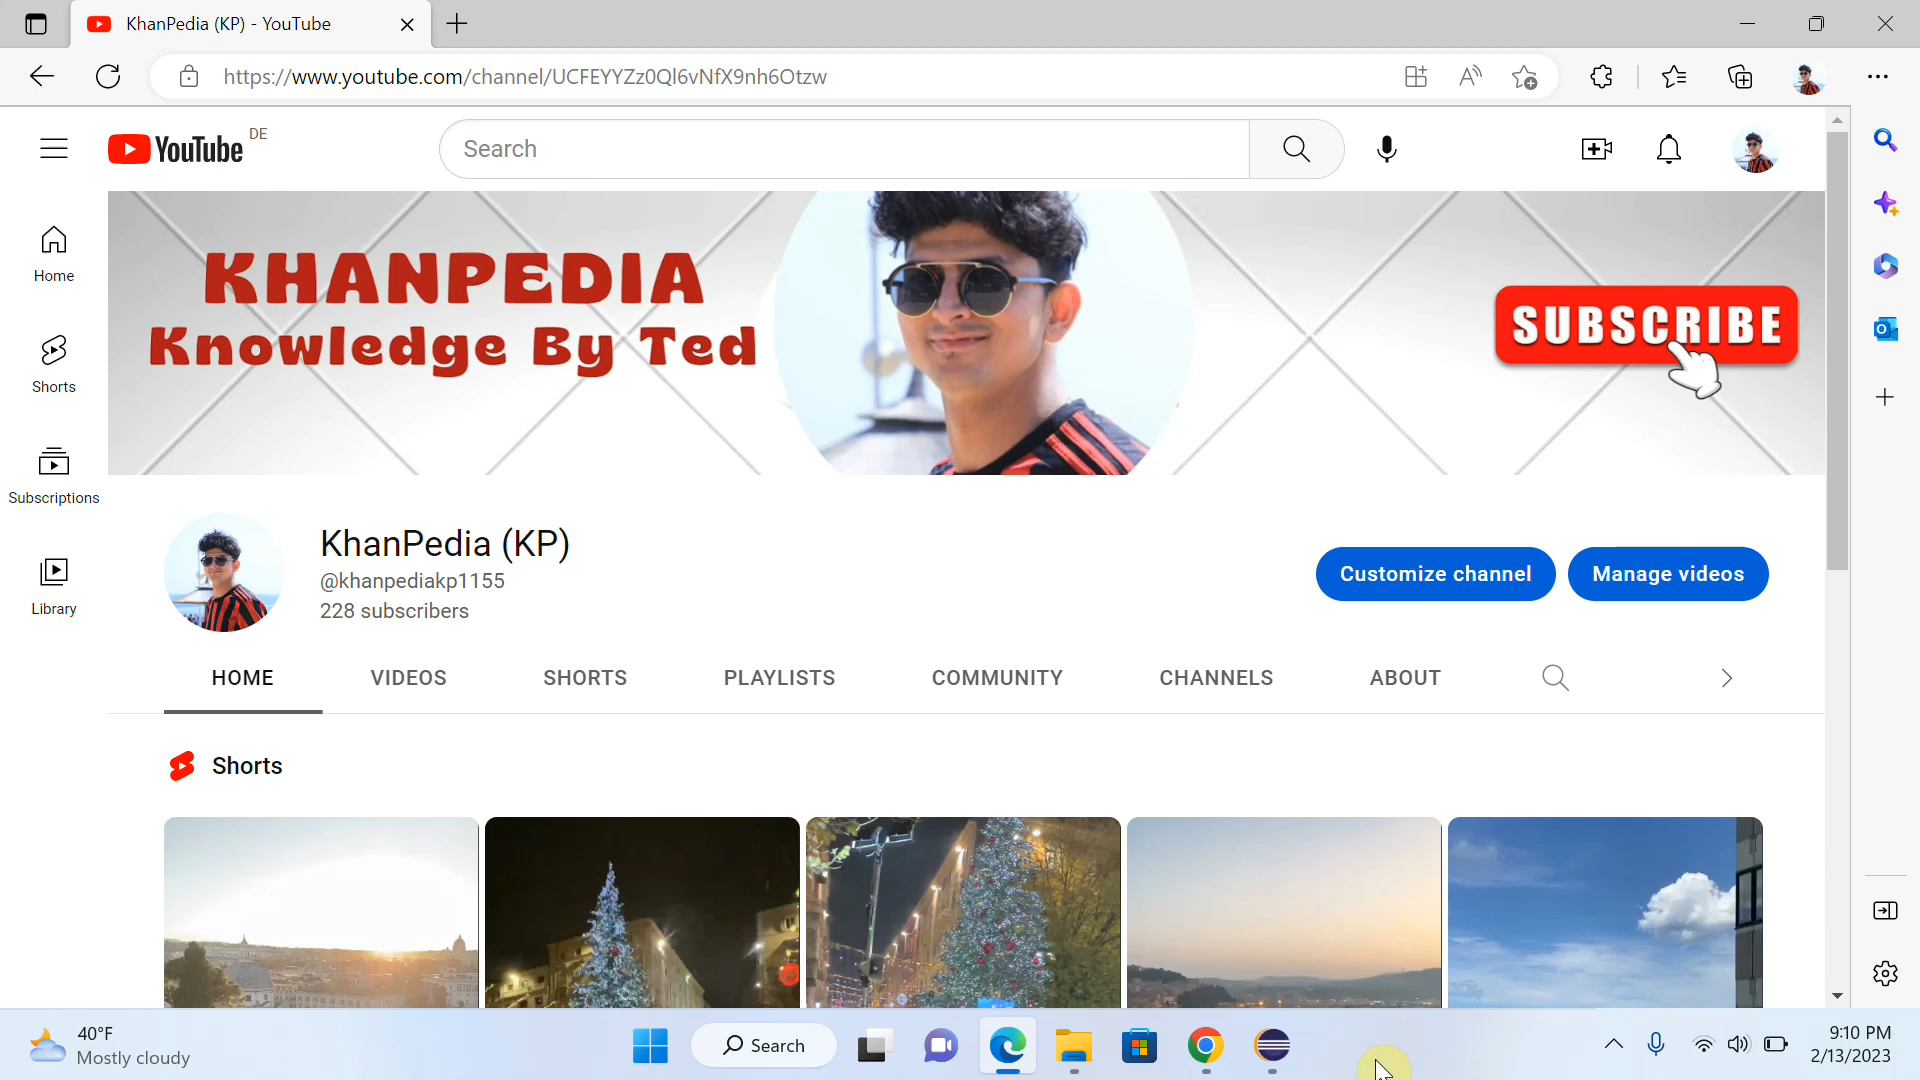 KhanPedia (KP) - YouTube
https://www.youtube.com/channel/UCFEYYZz0Ql6vNfX9nh6Otzw
YouTube
DE
Search
Home
Shorts
Subscriptions
Library
KHANPEDIA
Knowledge By Ted
SUBSCRIBE
KhanPedia (KP)
@khanpediakp1155
228 subscribers
Customize channel
Manage videos
HOME
VIDEOS
SHORTS
PLAYLISTS
COMMUNITY
CHANNELS
ABOUT
Shorts
40°F
Mostly cloudy
Search
9:10 PM
2/13/2023